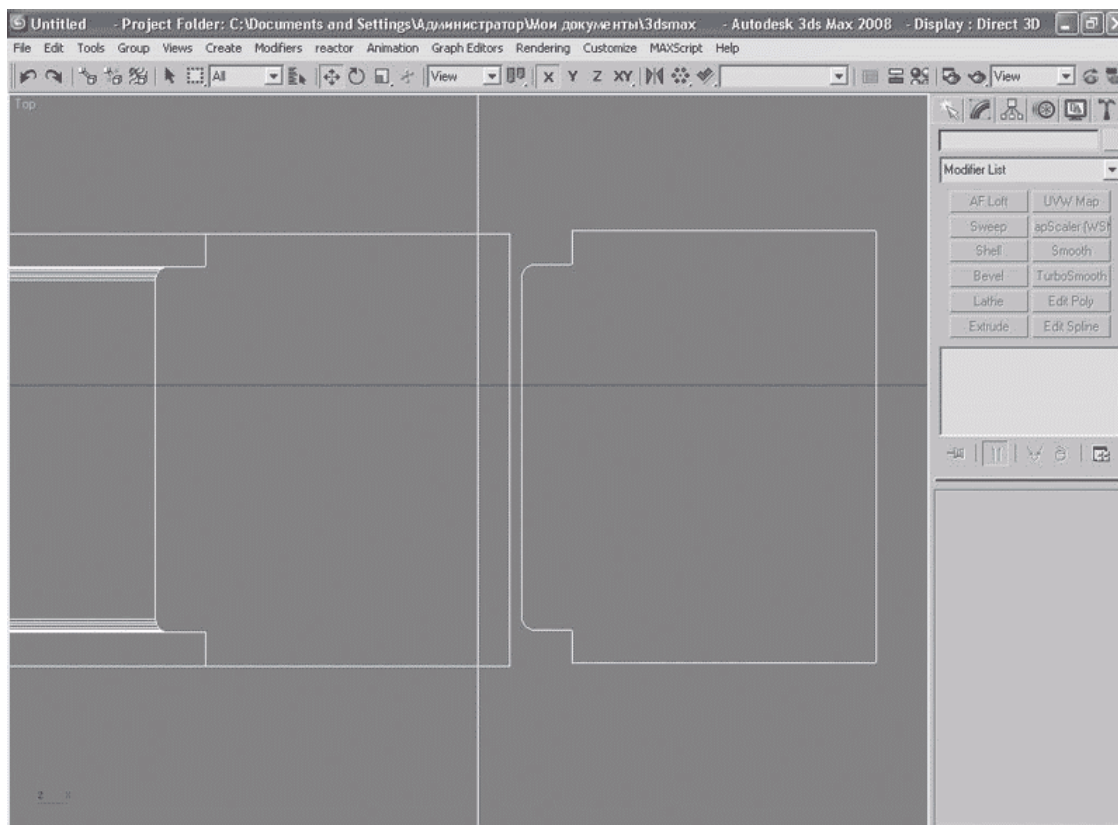 Untitled - Project Folder: C:\Documents and Settings\Администратор\Мои документы\3dsmax - Autodesk 3ds Max 2008 - Display : Direct 3D
File Edit Tools Group Views Create Modifiers reactor Animation Graph Editors Rendering Customize MAXScript Help
All View X Y Z XY View
Top
Modifier List
AF Loft UVW Map
Sweep apScaler (WSM
Shell Smooth
Bevel TurboSmooth
Lathe Edit Poly
Extrude Edit Spline
z x